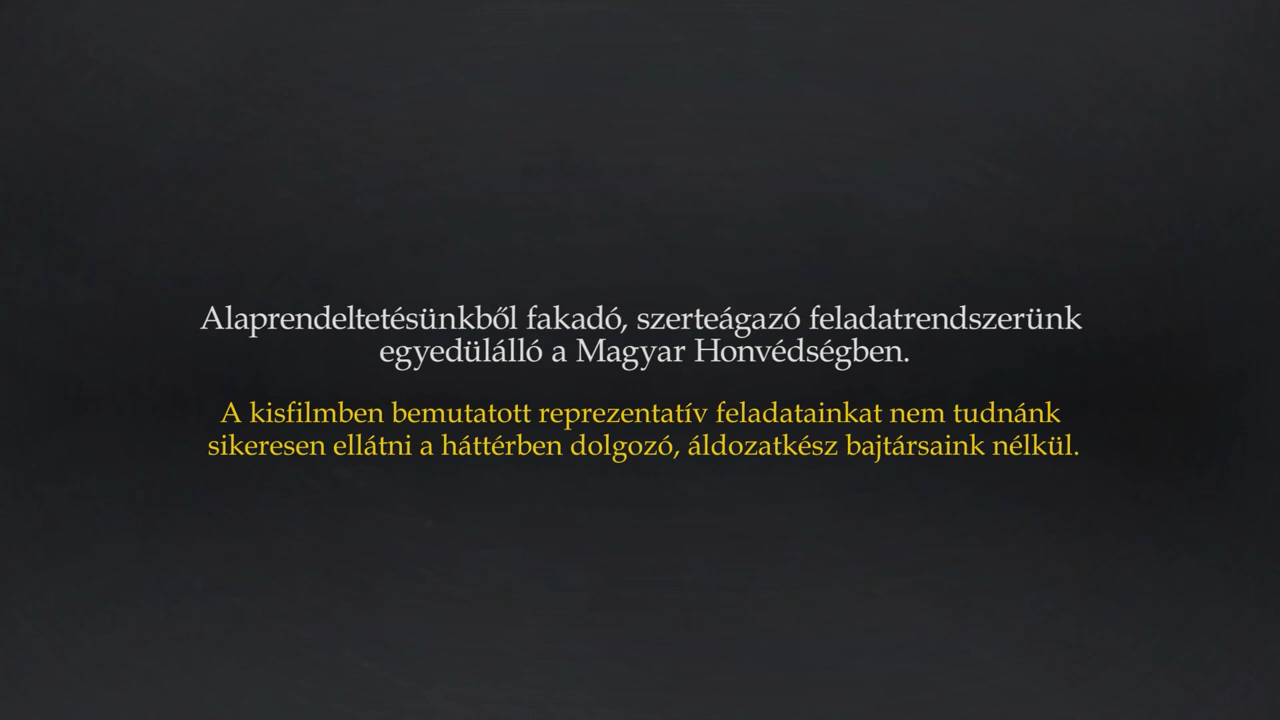 Alaprendeltetésünkből fakadó, szerteágazó feladatrendszerünk
egyedülálló a Magyar Honvédségben.
A kisfilmben bemutatott reprezentatív feladatainkat nem tudnánk
sikeresen ellátni a háttérben dolgozó, áldozatkész bajtársaink nélkül.